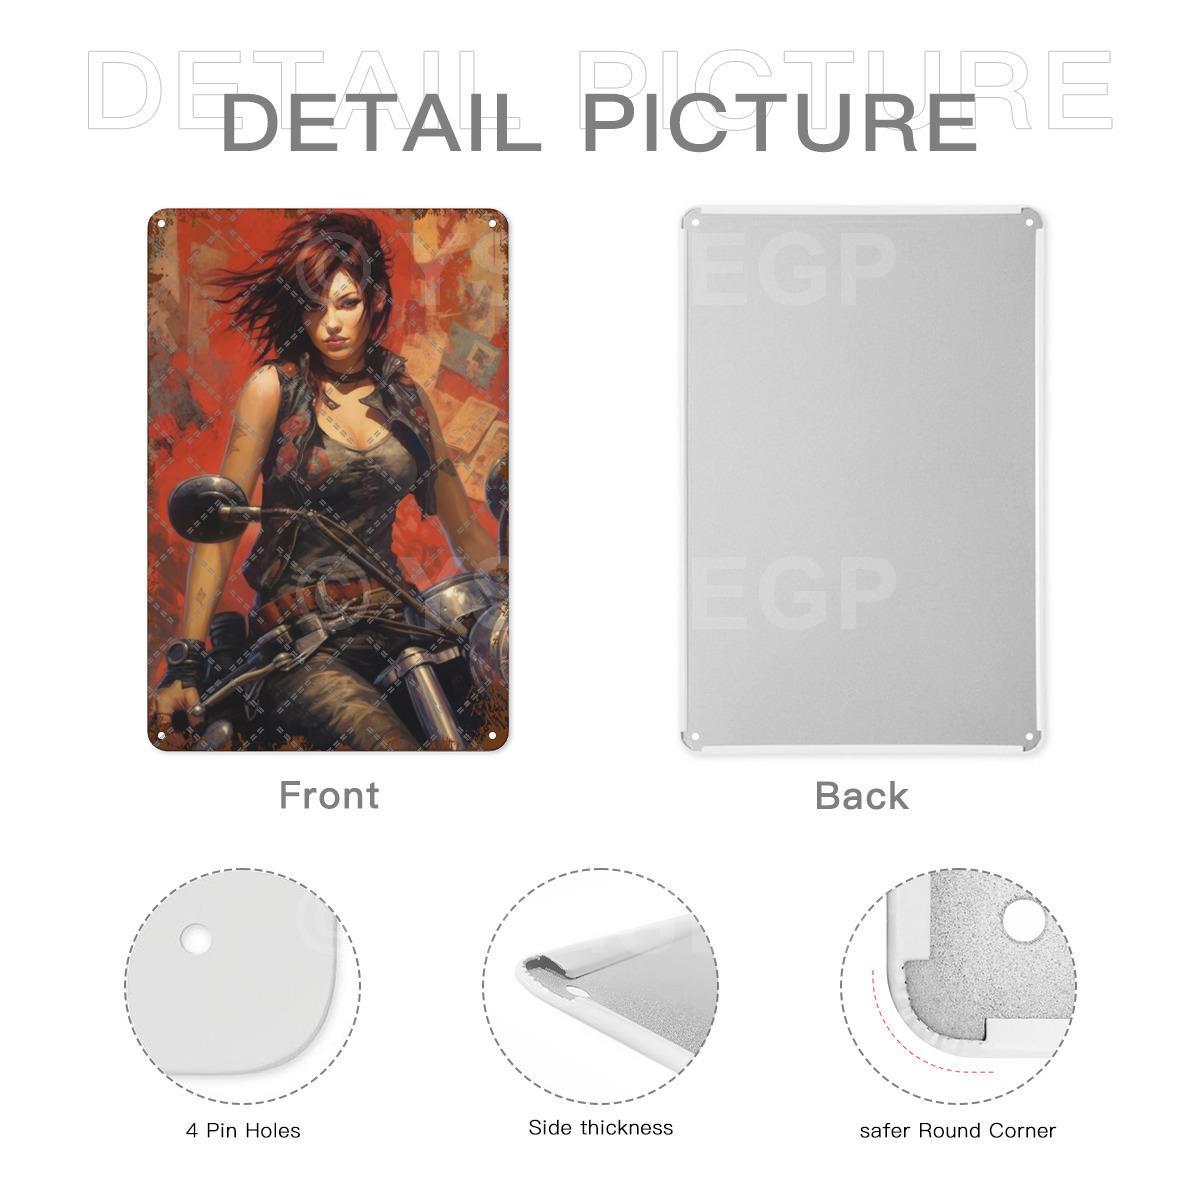 DETAIL PICTURE
DETAIL PICTURE
Front
Back
4 Pin Holes
Side thickness
safer Round Corner